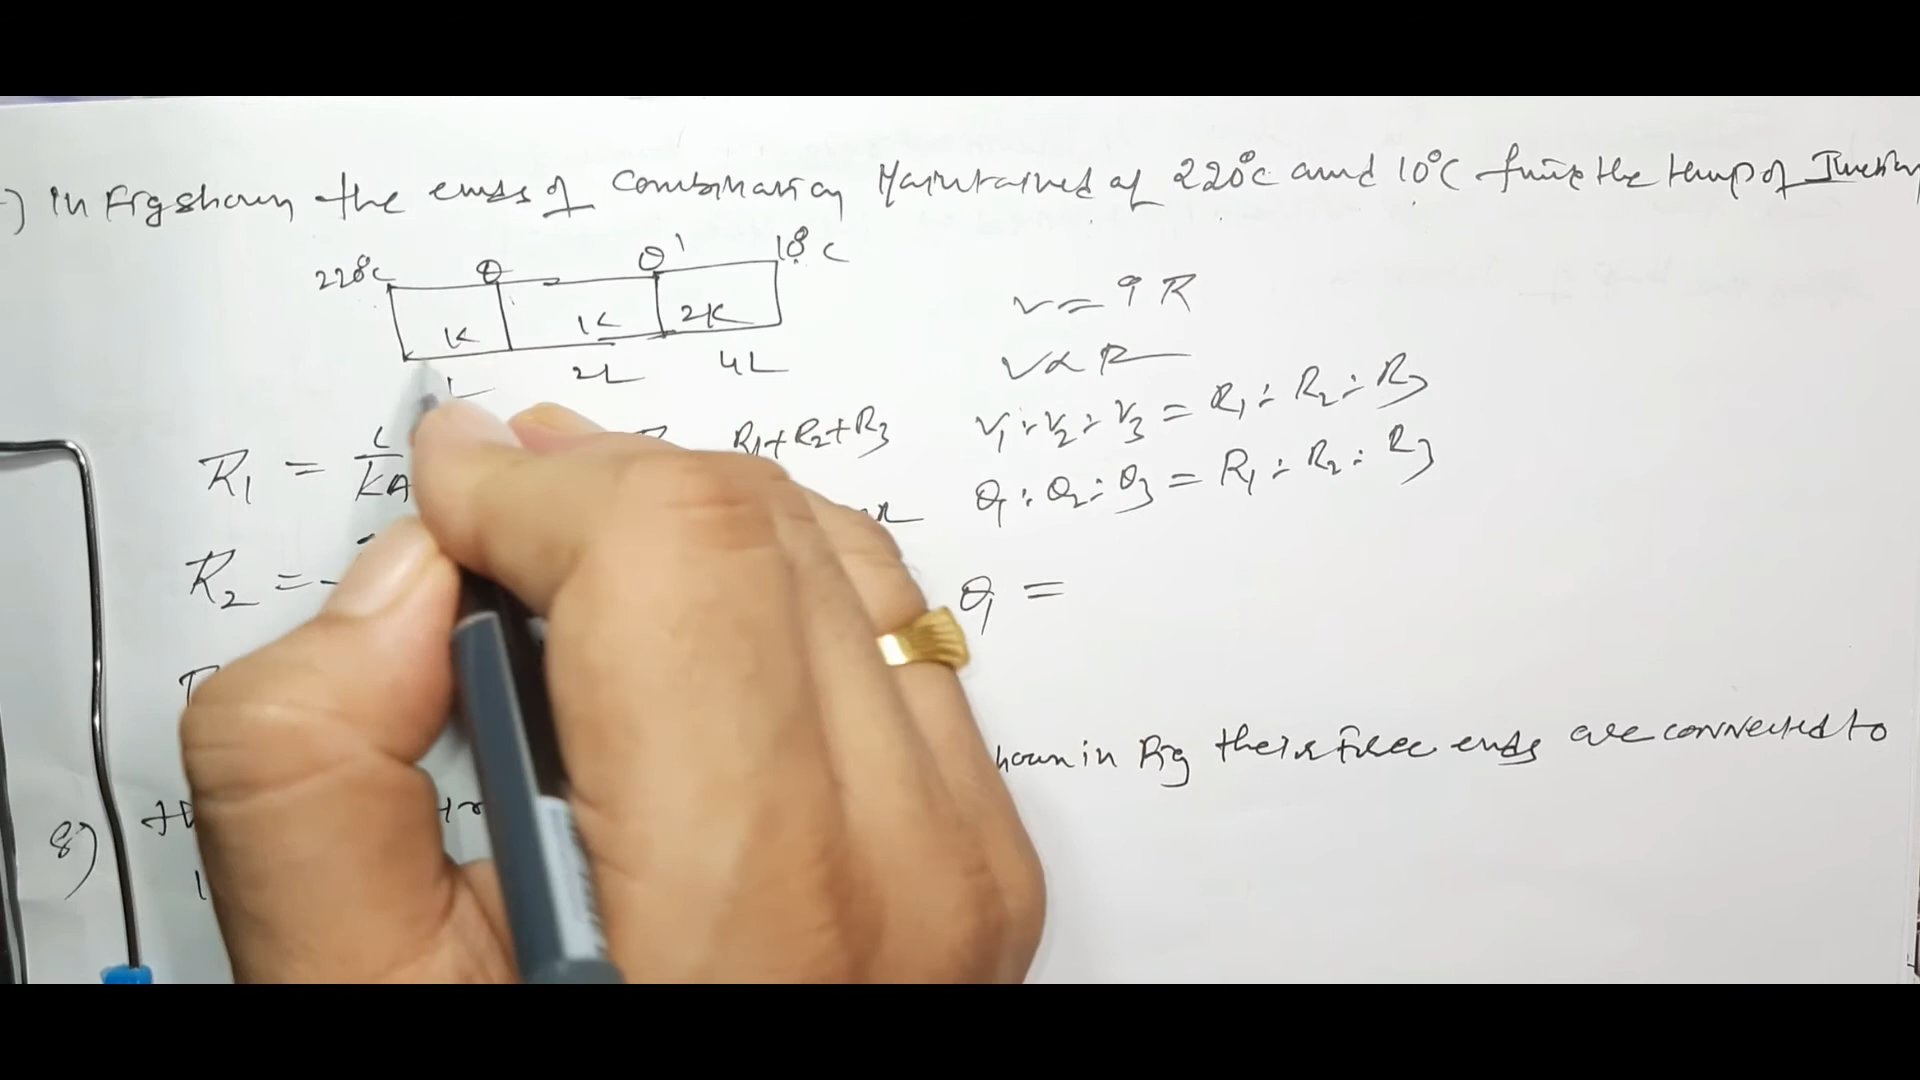 ) In Fig shown the ends of Combination Maintained at 220°C and 10°C find the temp of Junction
220°C θ θ' 10°C
K K 2K
L 2L 4L
V = q R
V ∝ R
R1 = L/KA
R1+R2+R3
V1 : V2 : V3 = R1 : R2 : R3
θ1 : θ2 : θ3 = R1 : R2 : R3
R2 =
θ1 =
hown in Fig their free ends are connected to
8)